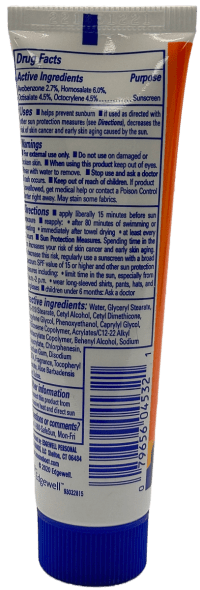 Drug Facts
Active Ingredients Purpose
Avobenzone 2.7%, Homosalate 6.0%,
Octisalate 4.5%, Octocrylene 4.5% Sunscreen
Uses ■ helps prevent sunburn ■ if used as directed with
other sun protection measures (see Directions), decreases the
risk of skin cancer and early skin aging caused by the sun.
Warnings
■ For external use only. ■ Do not use on damaged or
broken skin. ■ When using this product keep out of eyes.
Rinse with water to remove. ■ Stop use and ask a doctor
if rash occurs. ■ Keep out of reach of children. If product
is swallowed, get medical help or contact a Poison Control
Center right away. May stain some fabrics.
Directions ■ apply liberally 15 minutes before sun
■ reapply: • after 80 minutes of swimming or
sweating • immediately after towel drying • at least every
hours ■ Sun Protection Measures. Spending time in the
increases your risk of skin cancer and early skin aging.
decrease this risk, regularly use a sunscreen with a broad
SPF value of 15 or higher and other sun protection
measures including: • limit time in the sun, especially from
2 p.m. • wear long-sleeved shirts, pants, hats, and
■ children under 6 months: Ask a doctor
Inactive ingredients: Water, Glyceryl Stearate,
Stearate, Cetyl Alcohol, Cetyl Dimethicone,
Glycol, Phenoxyethanol, Caprylyl Glycol,
Copolymer, Acrylates/C12-22 Alkyl
Copolymer, Behenyl Alcohol, Sodium
Chlorphenesin,
Gum, Disodium
Fragrance, Tocopheryl
Aloe Barbadensis
Other information
this product from
heat and direct sun
Questions or comments?
Mon-Fri
EDGEWELL PERSONAL
LLC Shelton, CT 06484
© 2020 Edgewell.
Edgewell™
0 79656 04532 1